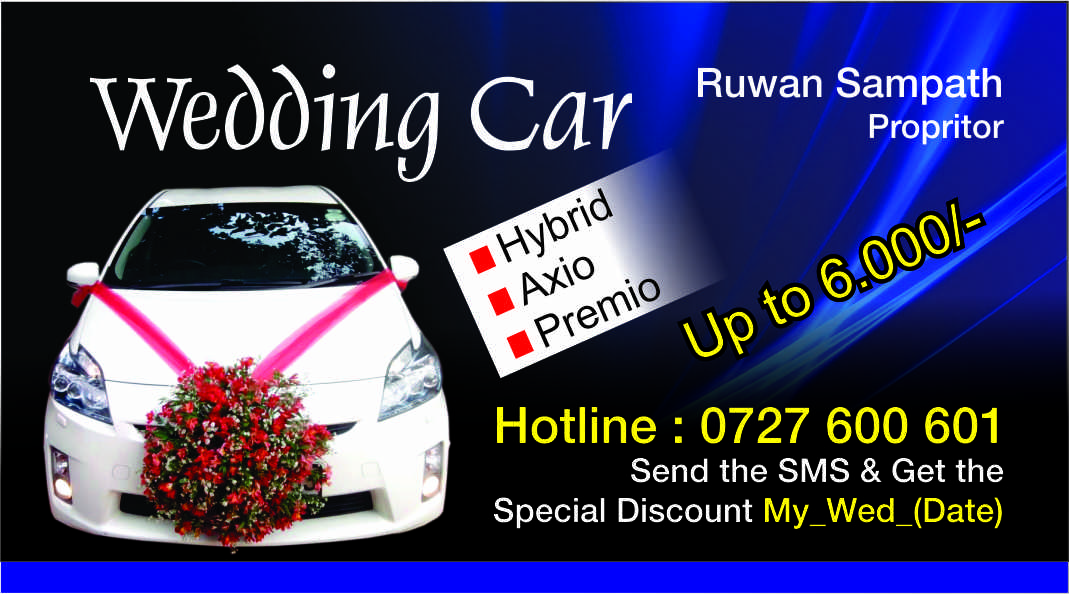 Wedding Car
Ruwan Sampath
Propritor
Hybrid
Axio
Premio
Up to 6.000/-
Hotline : 0727 600 601
Send the SMS & Get the
Special Discount My_Wed_(Date)